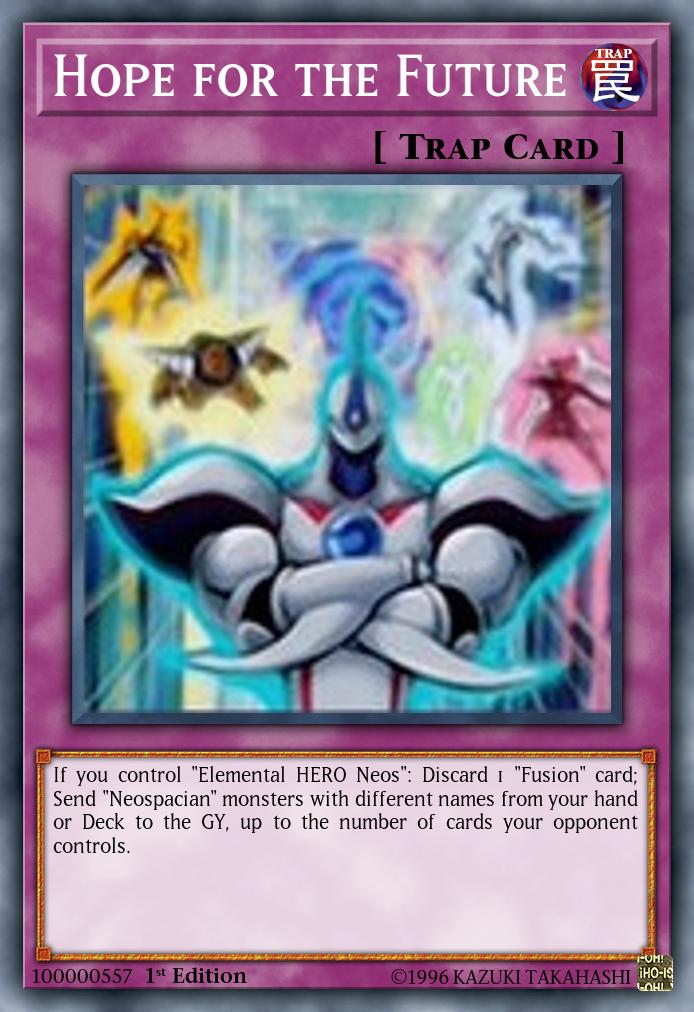 Hope for the Future
TRAP
罠
[ Trap Card ]
If you control "Elemental HERO Neos": Discard 1 "Fusion" card;
Send "Neospacian" monsters with different names from your hand
or Deck to the GY, up to the number of cards your opponent
controls.
100000557 1st Edition ©1996 KAZUKI TAKAHASHI